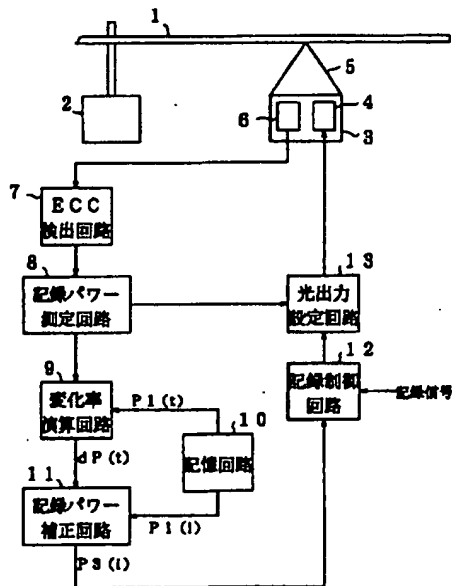 1
2
3
4
5
6
7
ECC
検出回路
8
記録パワー
測定回路
13
光出力
設定回路
9
変化率
演算回路
P1(t)
10
記憶回路
12
記録制御
回路
記録信号
dP(t)
11
記録パワー
補正回路
P1(i)
P3(i)